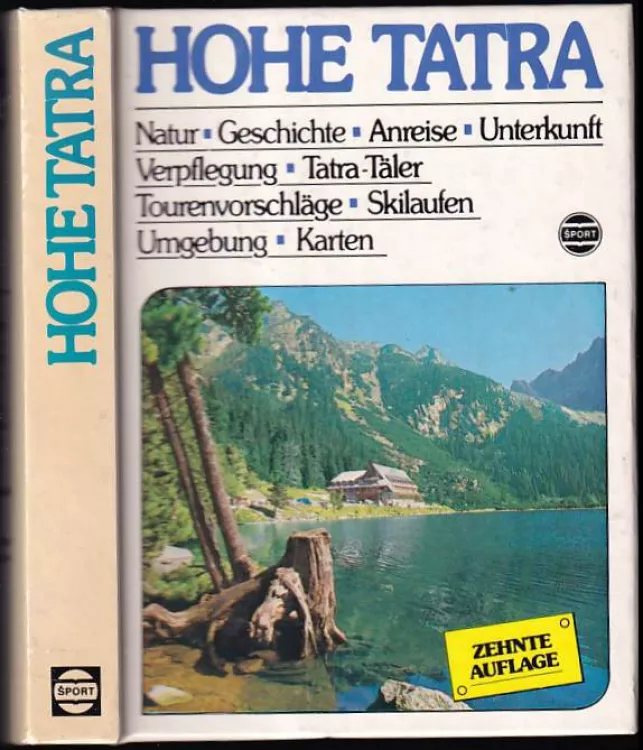 HOHE TATRA
HOHE TATRA
Natur ▪ Geschichte ▪ Anreise ▪ Unterkunft
Verpflegung ▪ Tatra-Täler
Tourenvorschläge ▪ Skilaufen
Umgebung ▪ Karten
ŠPORT
ZEHNTE
AUFLAGE
ŠPORT